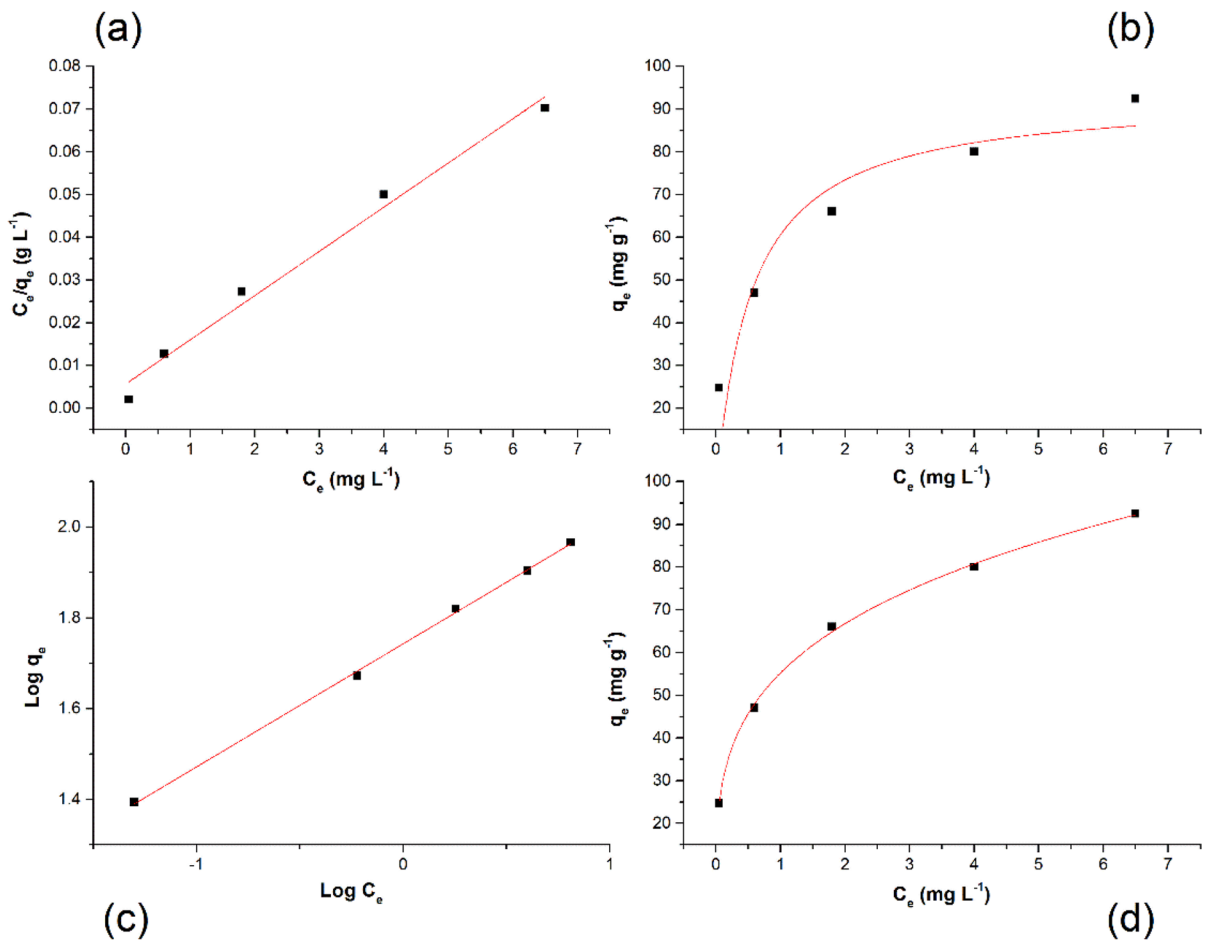 (a)
(b)
0.08
0.07
0.06
0.05
0.04
0.03
0.02
0.01
0.00
Ce/qe (g L-1)
0 1 2 3 4 5 6 7
Ce (mg L-1)
100
90
80
70
60
50
40
30
20
qe (mg g-1)
0 1 2 3 4 5 6 7
Ce (mg L-1)
2.0
1.8
1.6
1.4
Log qe
-1 0 1
Log Ce
100
90
80
70
60
50
40
30
20
qe (mg g-1)
0 1 2 3 4 5 6 7
Ce (mg L-1)
(c)
(d)